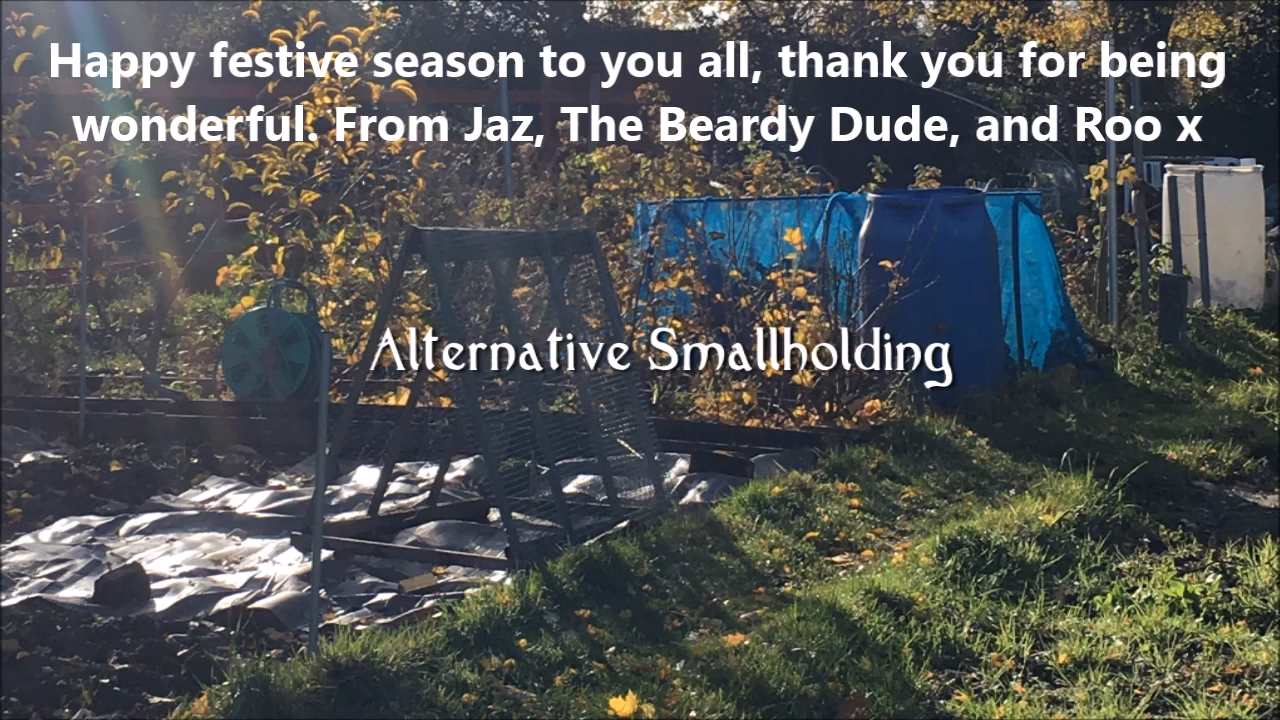 Happy festive season to you all, thank you for being
wonderful. From Jaz, The Beardy Dude, and Roo x
Alternative Smallholding